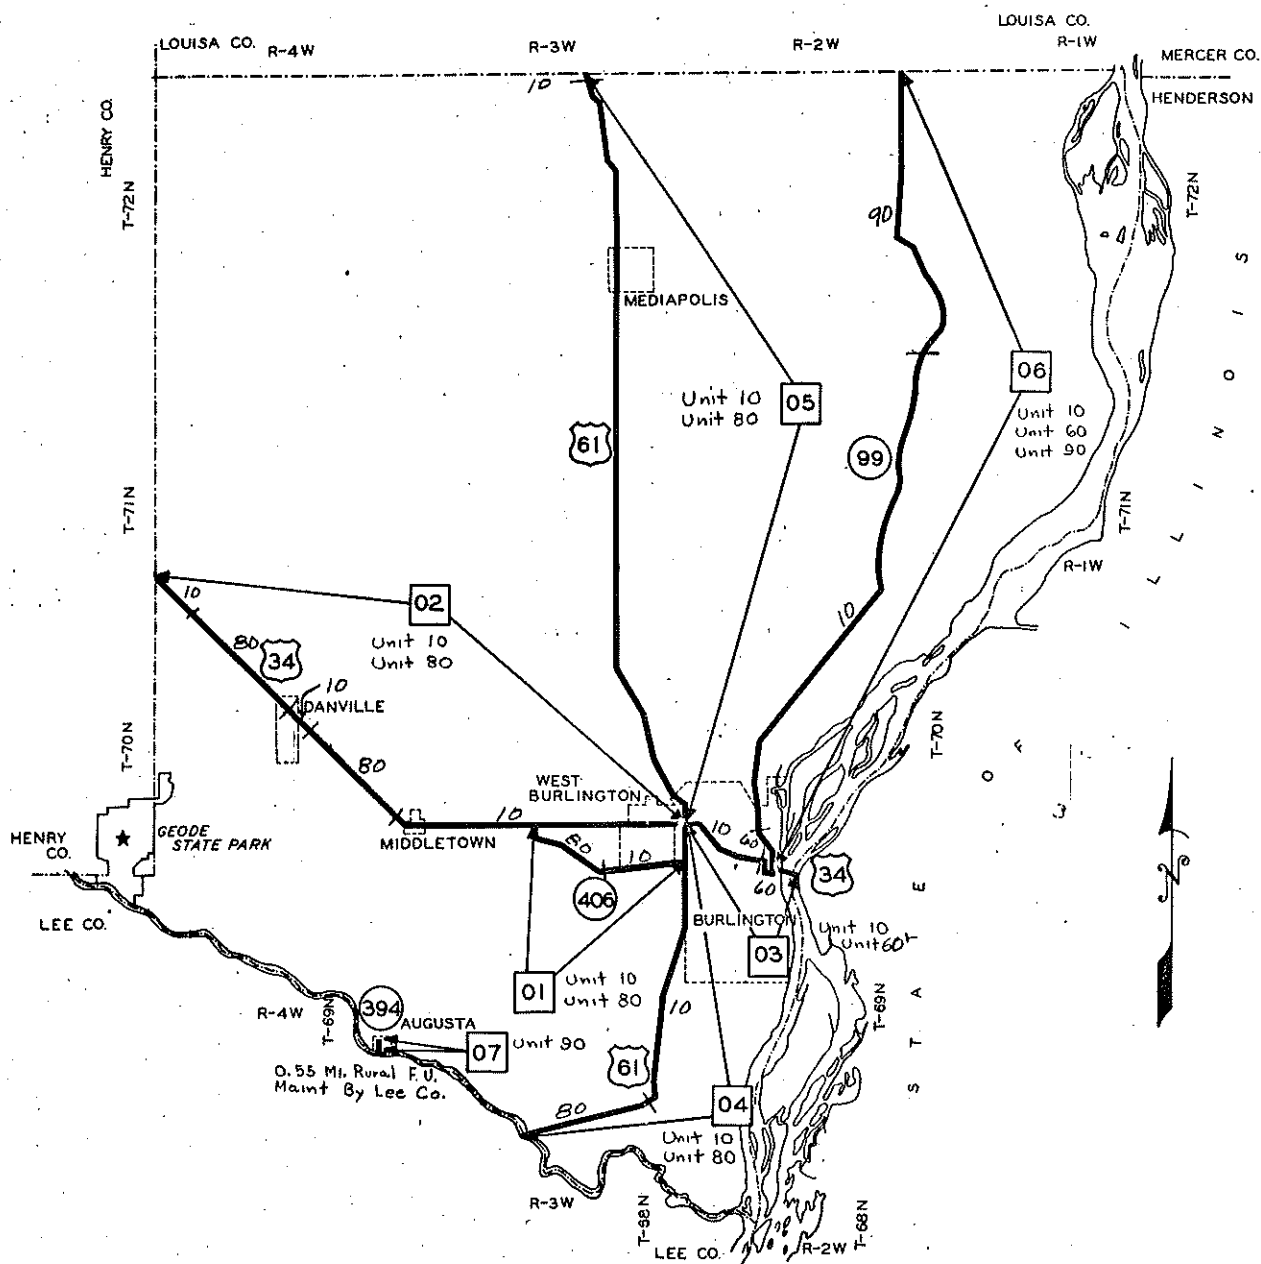 LOUISA CO.
R-4W
R-3W
R-2W
LOUISA CO.
R-1W
MERCER CO.
HENDERSON
HENRY CO.
T-72N
10
90
T-72N
MEDIAPOLIS
Unit 10
Unit 80
05
06
Unit 10
Unit 60
Unit 90
61
99
T-71N
T-71N
R-1W
STATE OF ILLINOIS
10
02
Unit 10
Unit 80
80
34
10
DANVILLE
10
T-70N
T-70N
80
WEST
BURLINGTON
10
MIDDLETOWN
80
10
406
10
60
60
34
HENRY
CO.
GEODE
STATE PARK
LEE CO.
BURLINGTON
03
Unit 10
Unit 60
01
Unit 10
Unit 80
10
R-4W
T-69N
T-69N
394
AUGUSTA
07
Unit 90
0.55 Mi. Rural F.U.
Maint By Lee Co.
61
80
04
Unit 10
Unit 80
R-3W
T-68N
LEE CO.
R-2W
T-68N
3
N